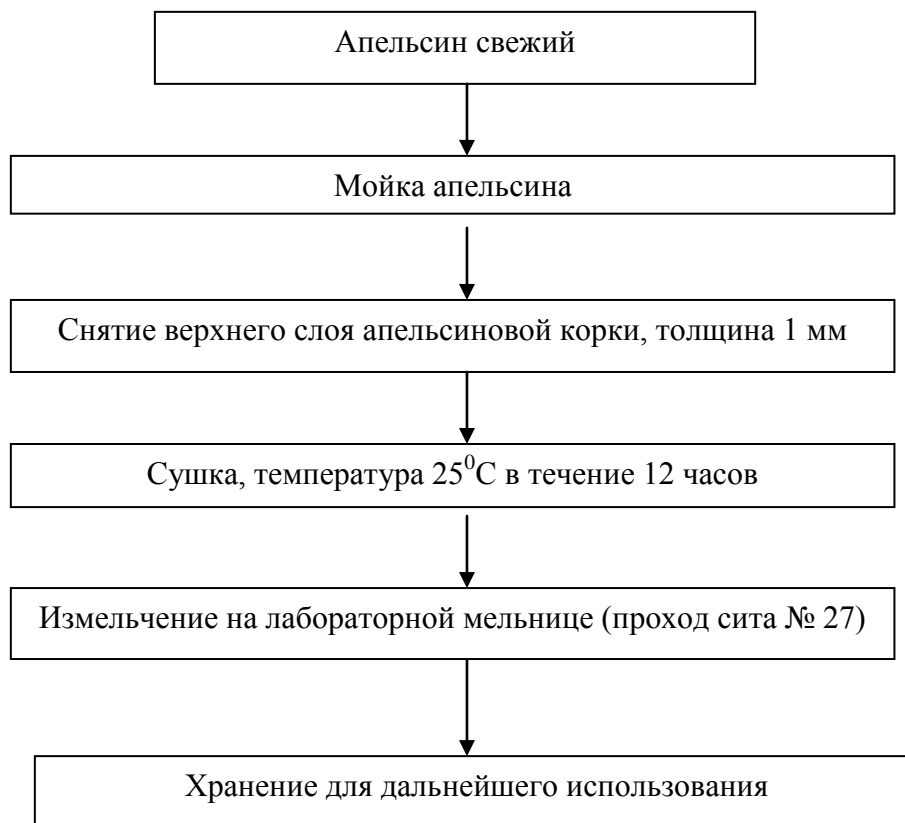 Апельсин свежий
Мойка апельсина
Снятие верхнего слоя апельсиновой корки, толщина 1 мм
Сушка, температура 25⁰С в течение 12 часов
Измельчение на лабораторной мельнице (проход сита № 27)
Хранение для дальнейшего использования